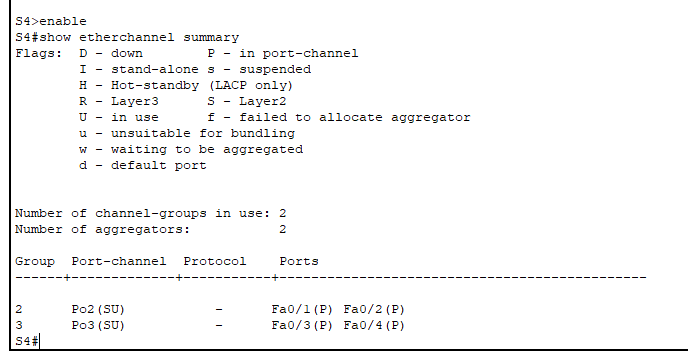 S4>enable
S4#show etherchannel summary
Flags:  D - down        P - in port-channel
        I - stand-alone s - suspended
        H - Hot-standby (LACP only)
        R - Layer3      S - Layer2
        U - in use      f - failed to allocate aggregator
        u - unsuitable for bundling
        w - waiting to be aggregated
        d - default port
Number of channel-groups in use: 2
Number of aggregators:           2
Group  Port-channel  Protocol    Ports
------+-------------+-----------+----------------------------------------------
2      Po2(SU)           -      Fa0/1(P) Fa0/2(P)
3      Po3(SU)           -      Fa0/3(P) Fa0/4(P)
S4#